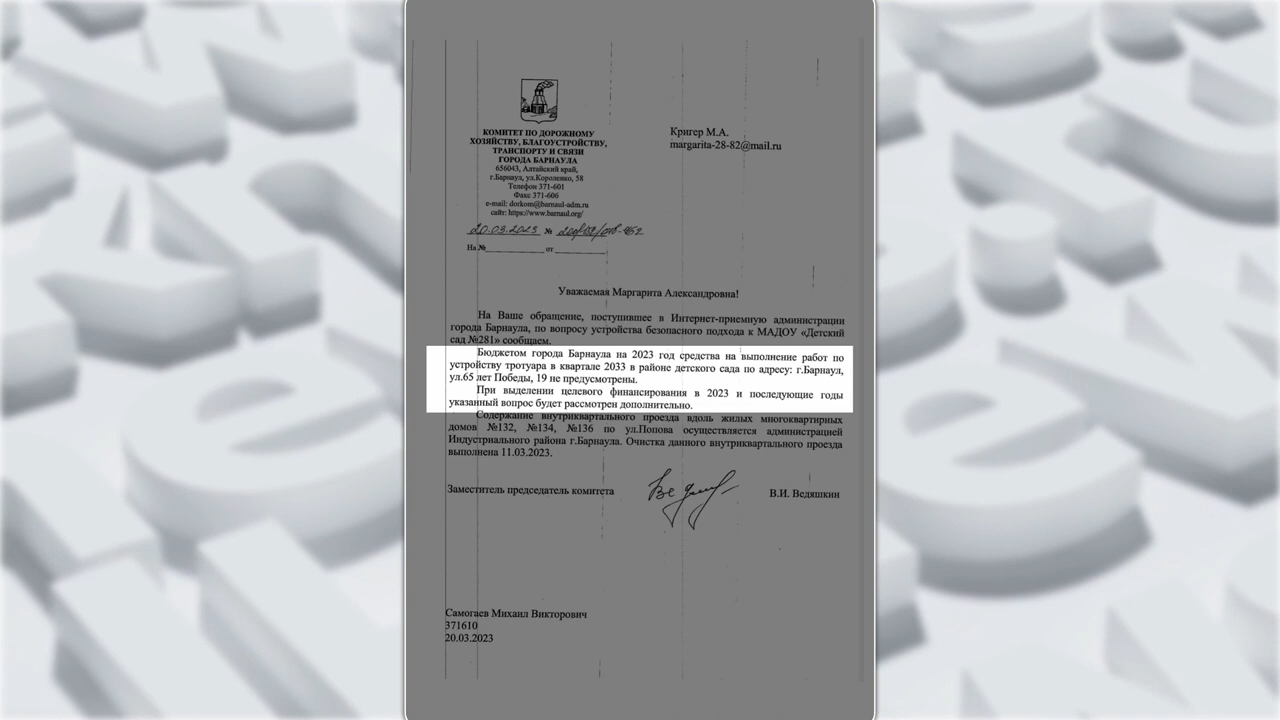 КОМИТЕТ ПО ДОРОЖНОМУ
ХОЗЯЙСТВУ, БЛАГОУСТРОЙСТВУ,
ТРАНСПОРТУ И СВЯЗИ
ГОРОДА БАРНАУЛА
656043, Алтайский край,
г.Барнаул, ул.Короленко, 58
Телефон 371-601
Факс 371-606
e-mail: dorkom@barnaul-adm.ru
сайт: https://www.barnaul.org/
20.03.2023 №
На № от
Кригер М.А.
margarita-28-82@mail.ru
Уважаемая Маргарита Александровна!
На Ваше обращение, поступившее в Интернет-приемную администрации
города Барнаула, по вопросу устройства безопасного подхода к МАДОУ «Детский
сад №281» сообщаем.
Бюджетом города Барнаула на 2023 год средства на выполнение работ по
устройству тротуара в квартале 2033 в районе детского сада по адресу: г.Барнаул,
ул.65 лет Победы, 19 не предусмотрены.
При выделении целевого финансирования в 2023 и последующие годы
указанный вопрос будет рассмотрен дополнительно.
Содержание внутриквартального проезда вдоль жилых многоквартирных
домов №132, №134, №136 по ул.Попова осуществляется администрацией
Индустриального района г.Барнаула. Очистка данного внутриквартального проезда
выполнена 11.03.2023.
Заместитель председатель комитета В.И. Ведяшкин
Самогаев Михаил Викторович
371610
20.03.2023